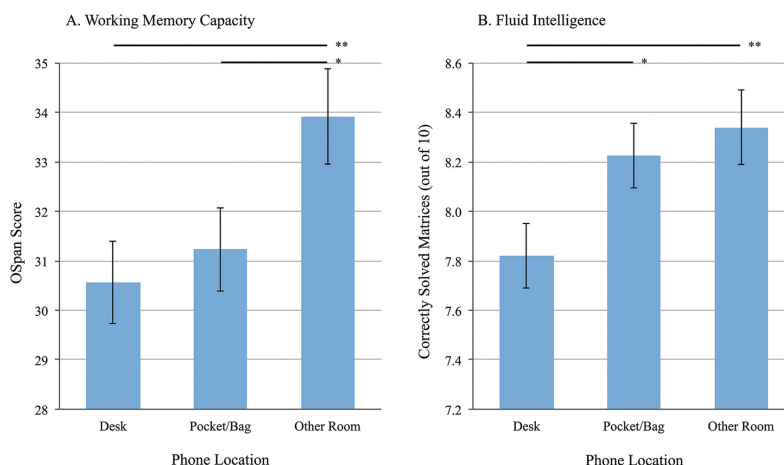 A. Working Memory Capacity
**
*
35
34
33
32
31
30
29
28
OSpan Score
Desk
Pocket/Bag
Other Room
Phone Location
B. Fluid Intelligence
**
*
8.6
8.4
8.2
8.0
7.8
7.6
7.4
7.2
Correctly Solved Matrices (out of 10)
Desk
Pocket/Bag
Other Room
Phone Location